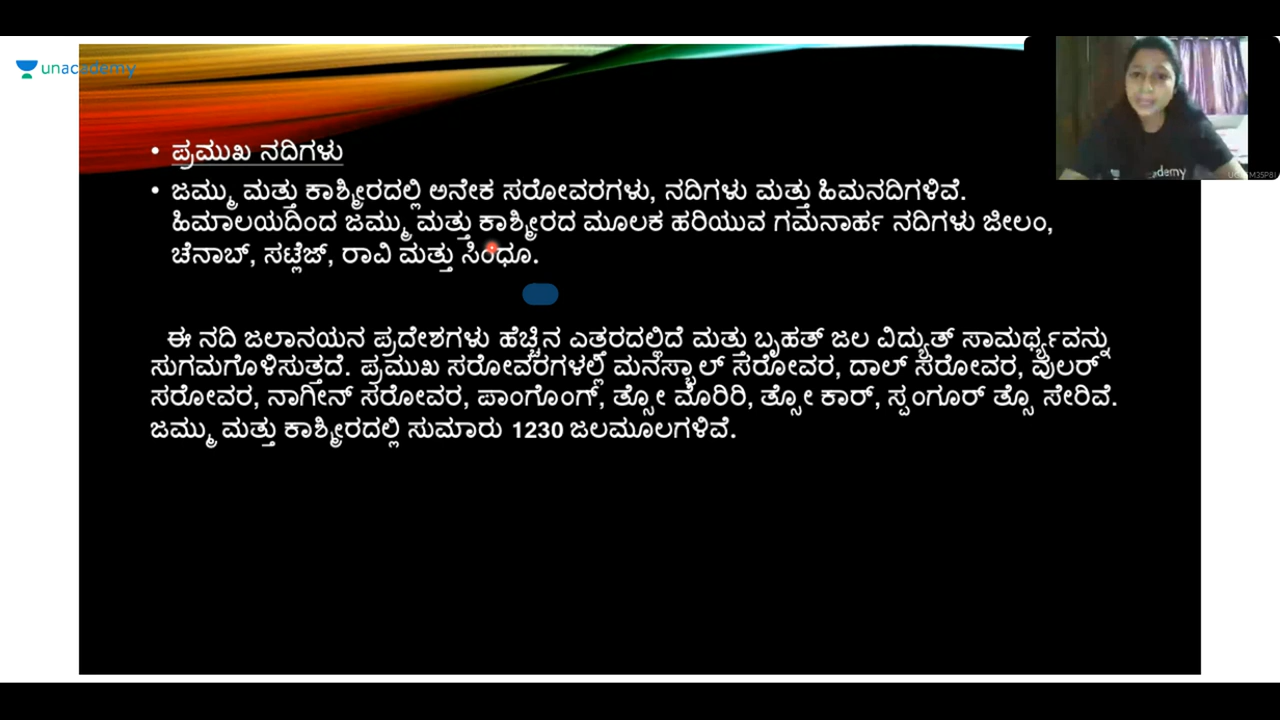 unacademy
• ಪ್ರಮುಖ ನದಿಗಳು
• ಜಮ್ಮು ಮತ್ತು ಕಾಶ್ಮೀರದಲ್ಲಿ ಅನೇಕ ಸರೋವರಗಳು, ನದಿಗಳು ಮತ್ತು ಹಿಮನದಿಗಳಿವೆ.
ಹಿಮಾಲಯದಿಂದ ಜಮ್ಮು ಮತ್ತು ಕಾಶ್ಮೀರದ ಮೂಲಕ ಹರಿಯುವ ಗಮನಾರ್ಹ ನದಿಗಳು ಜೀಲಂ,
ಚೆನಾಬ್, ಸಟ್ಲೆಜ್, ರಾವಿ ಮತ್ತು ಸಿಂಧೂ.
ಈ ನದಿ ಜಲಾನಯನ ಪ್ರದೇಶಗಳು ಹೆಚ್ಚಿನ ಎತ್ತರದಲ್ಲಿದೆ ಮತ್ತು ಬೃಹತ್ ಜಲ ವಿದ್ಯುತ್ ಸಾಮರ್ಥ್ಯವನ್ನು
ಸುಗಮಗೊಳಿಸುತ್ತದೆ. ಪ್ರಮುಖ ಸರೋವರಗಳಲ್ಲಿ ಮನಸ್ಬಾಲ್ ಸರೋವರ, ದಾಲ್ ಸರೋವರ, ವುಲರ್
ಸರೋವರ, ನಾಗೀನ್ ಸರೋವರ, ಪಾಂಗೊಂಗ್, ತ್ಸೋ ಮೊರಿರಿ, ತ್ಸೋ ಕಾರ್, ಸ್ಪಂಗೂರ್ ತ್ಸೊ ಸೇರಿವೆ.
ಜಮ್ಮು ಮತ್ತು ಕಾಶ್ಮೀರದಲ್ಲಿ ಸುಮಾರು 1230 ಜಲಮೂಲಗಳಿವೆ.